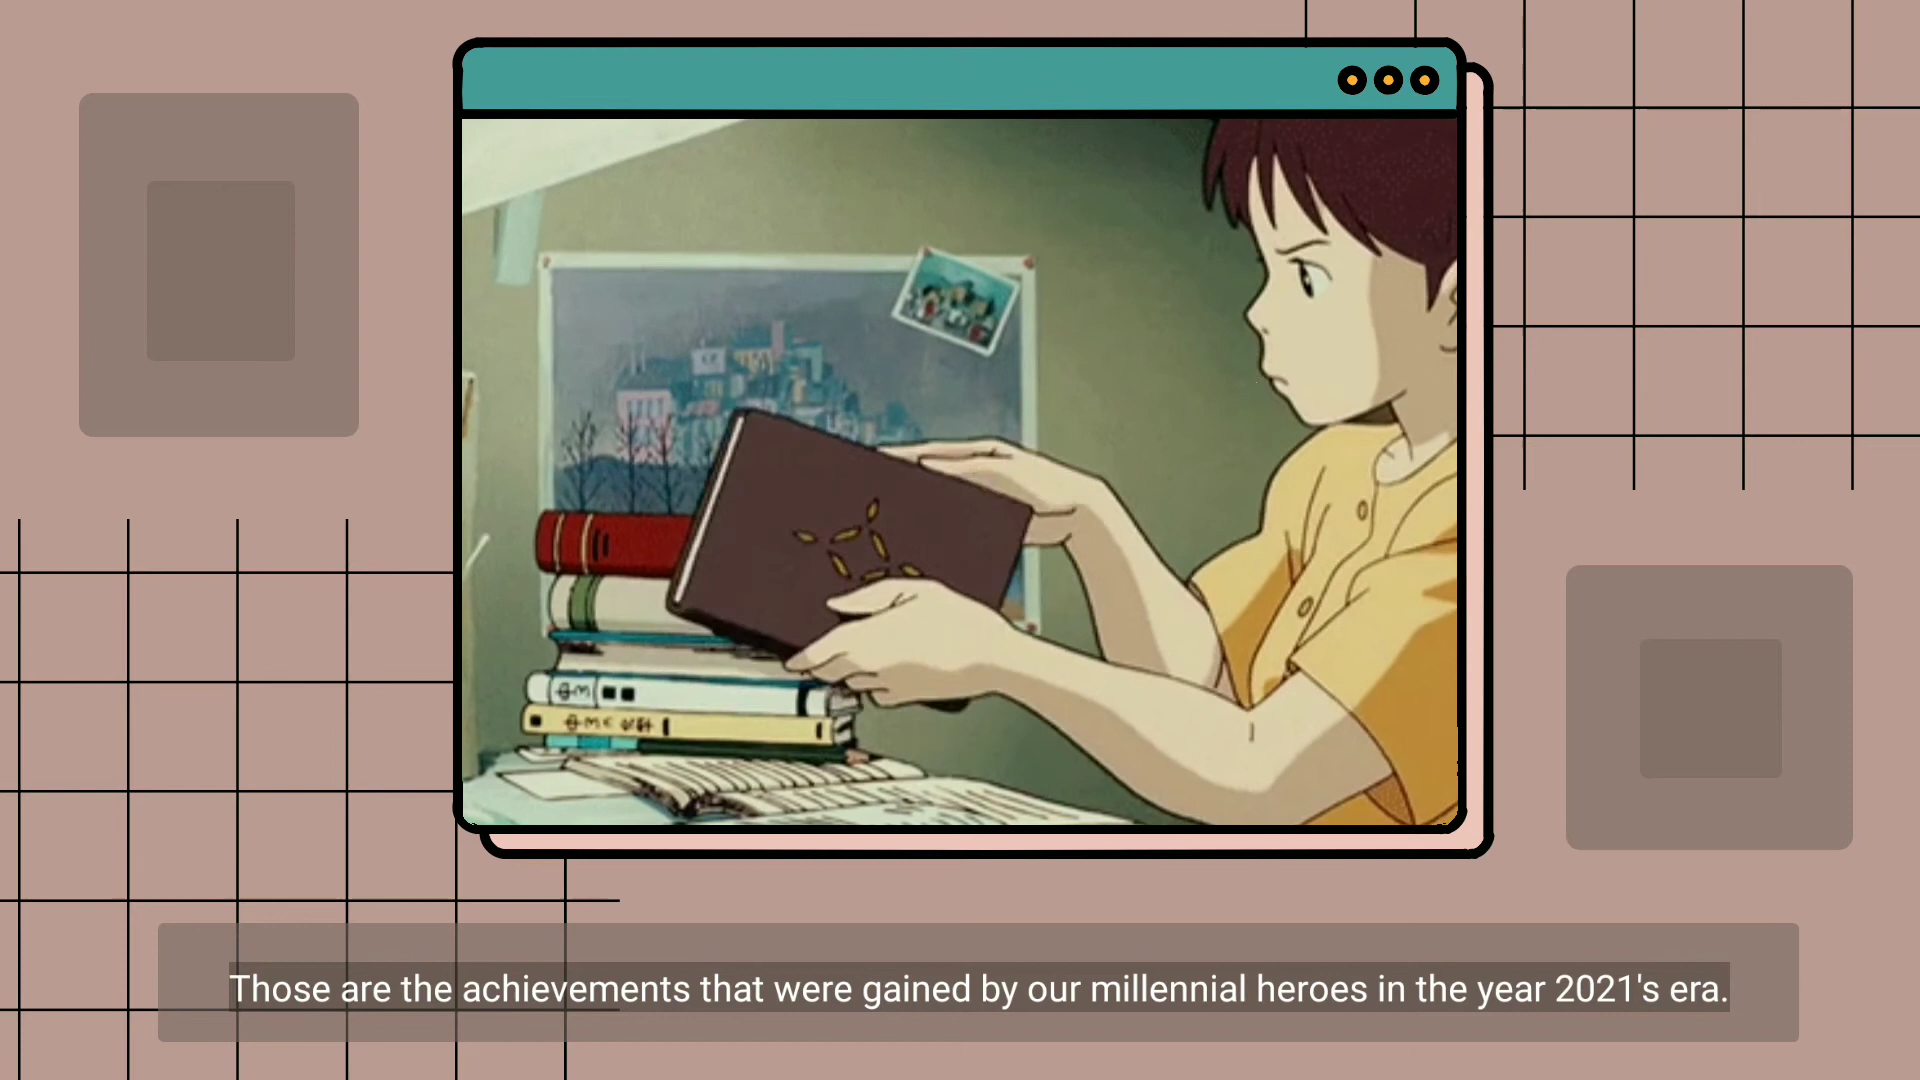 Those are the achievements that were gained by our millennial heroes in the year 2021's era.